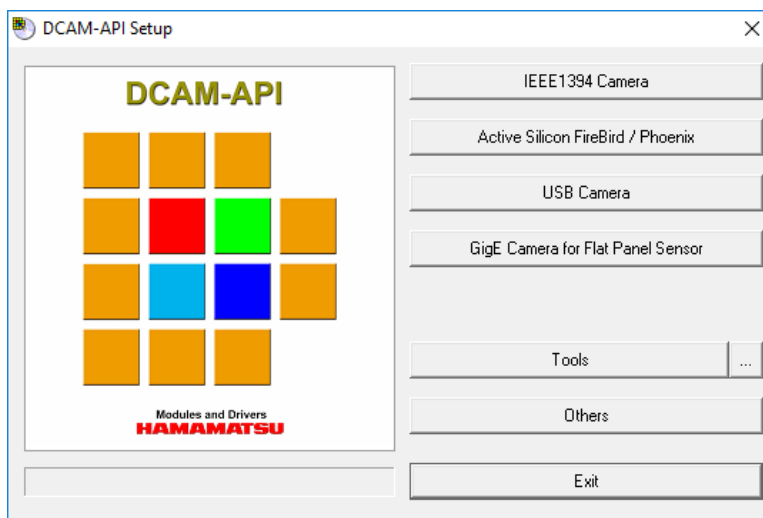 DCAM-API Setup
DCAM-API
Modules and Drivers
HAMAMATSU
IEEE1394 Camera
Active Silicon FireBird / Phoenix
USB Camera
GigE Camera for Flat Panel Sensor
Tools
...
Others
Exit